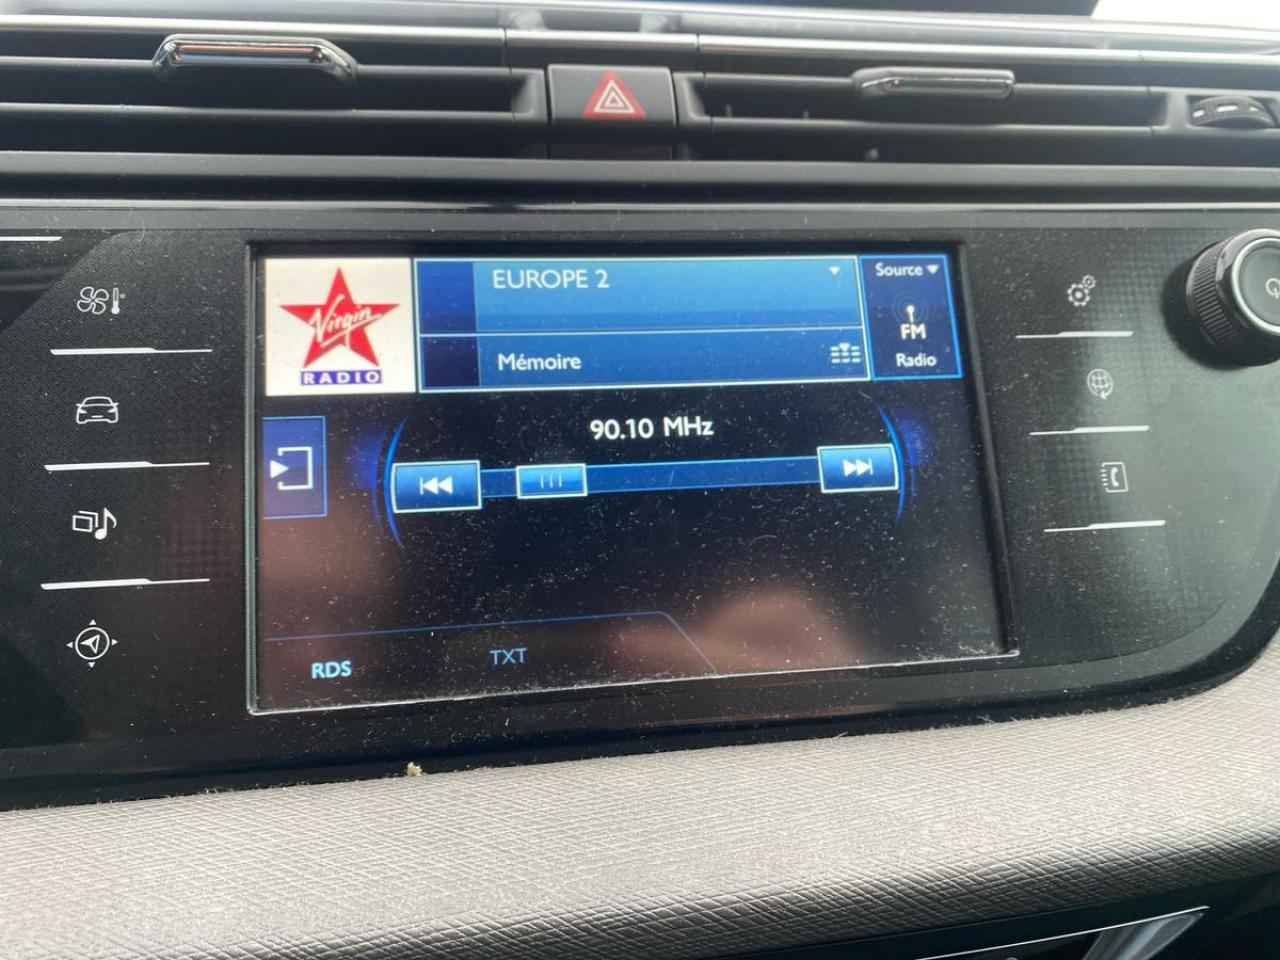 EUROPE 2
Source
Virgin
RADIO
Mémoire
FM
Radio
90.10 MHz
RDS
TXT